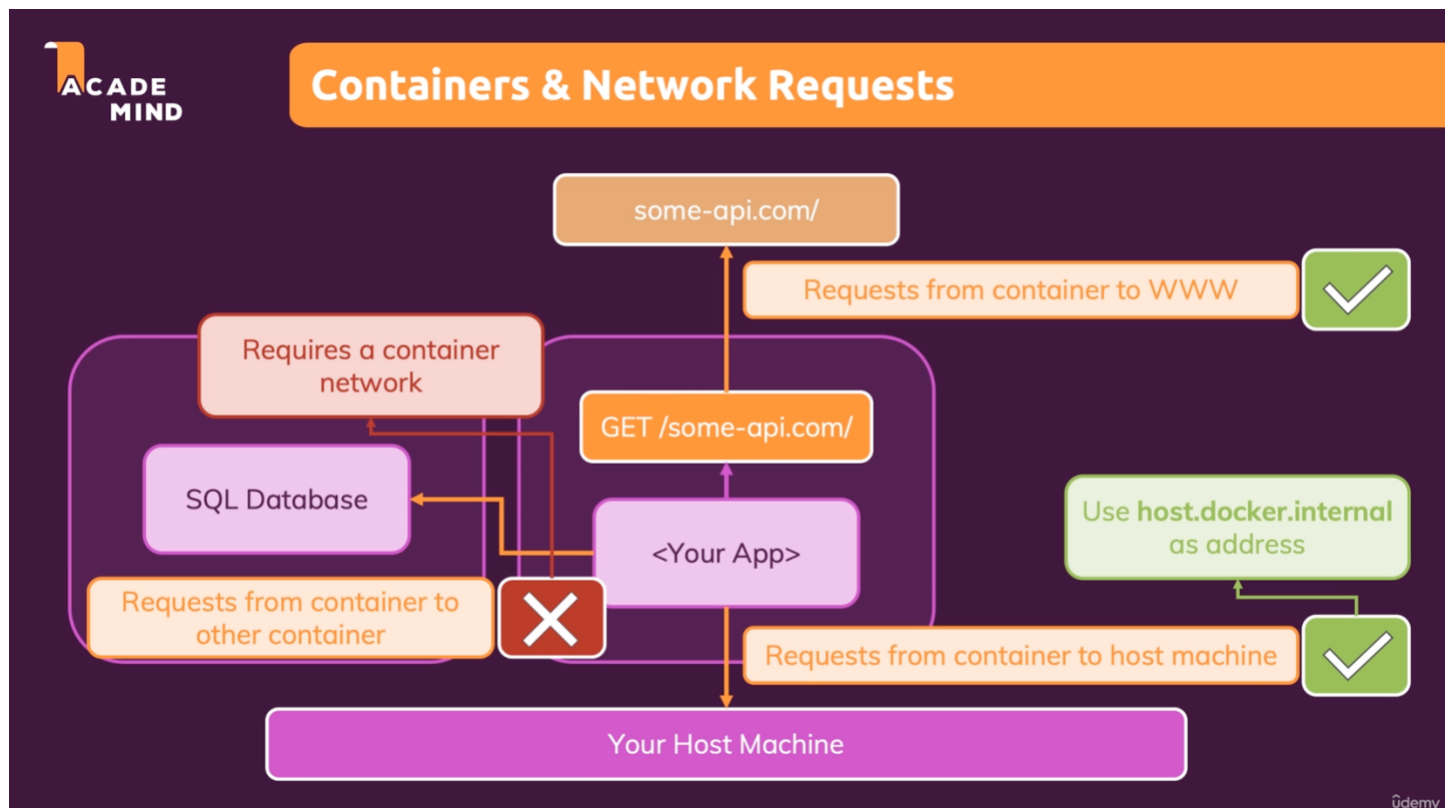 ACADE
MIND
Containers & Network Requests
some-api.com/
Requests from container to WWW
Requires a container
network
GET /some-api.com/
SQL Database
<Your App>
Use host.docker.internal
as address
Requests from container to
other container
Requests from container to host machine
Your Host Machine
ûdemy